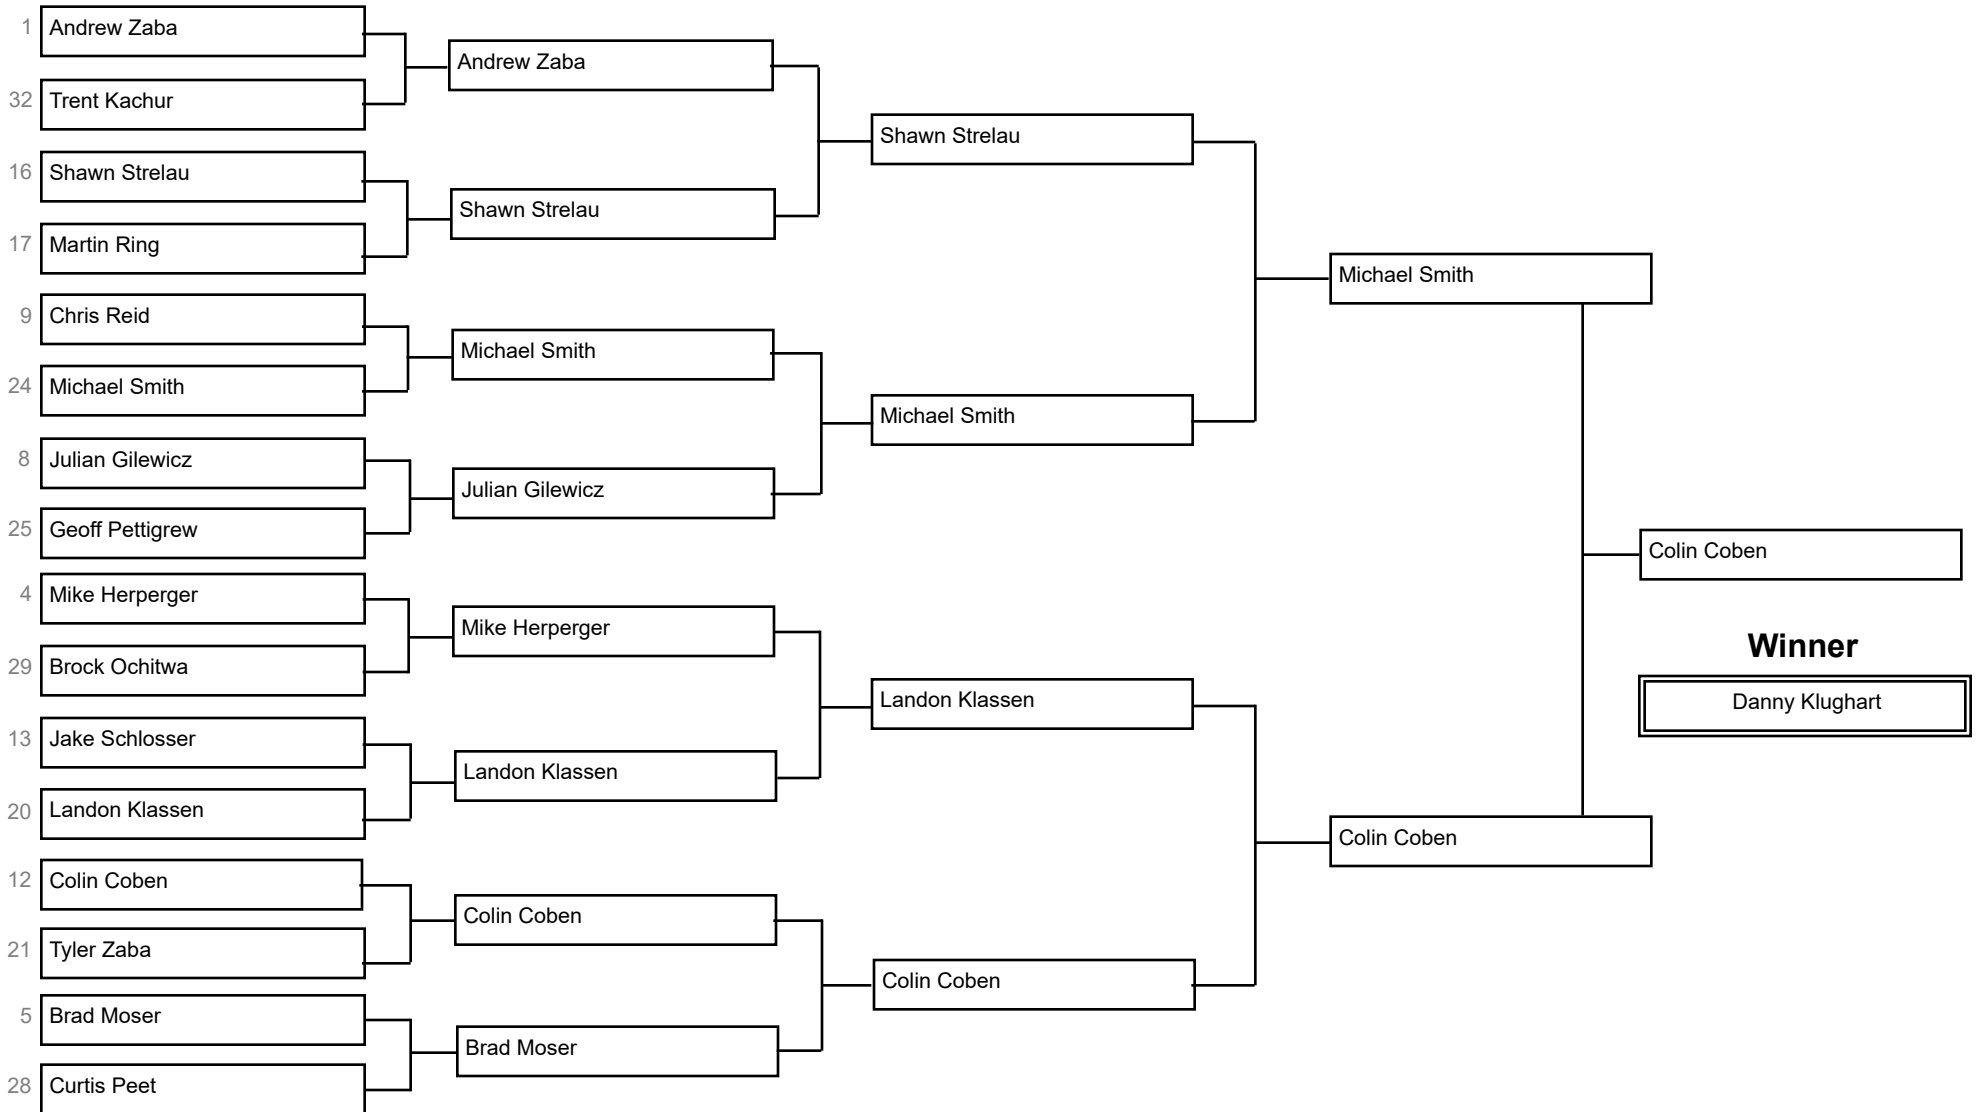 1 Andrew Zaba
32 Trent Kachur
16 Shawn Strelau
17 Martin Ring
9 Chris Reid
24 Michael Smith
8 Julian Gilewicz
25 Geoff Pettigrew
4 Mike Herperger
29 Brock Ochitwa
13 Jake Schlosser
20 Landon Klassen
12 Colin Coben
21 Tyler Zaba
5 Brad Moser
28 Curtis Peet
Andrew Zaba
Shawn Strelau
Michael Smith
Julian Gilewicz
Mike Herperger
Landon Klassen
Colin Coben
Brad Moser
Shawn Strelau
Michael Smith
Landon Klassen
Colin Coben
Michael Smith
Colin Coben
Colin Coben
Winner
Danny Klughart